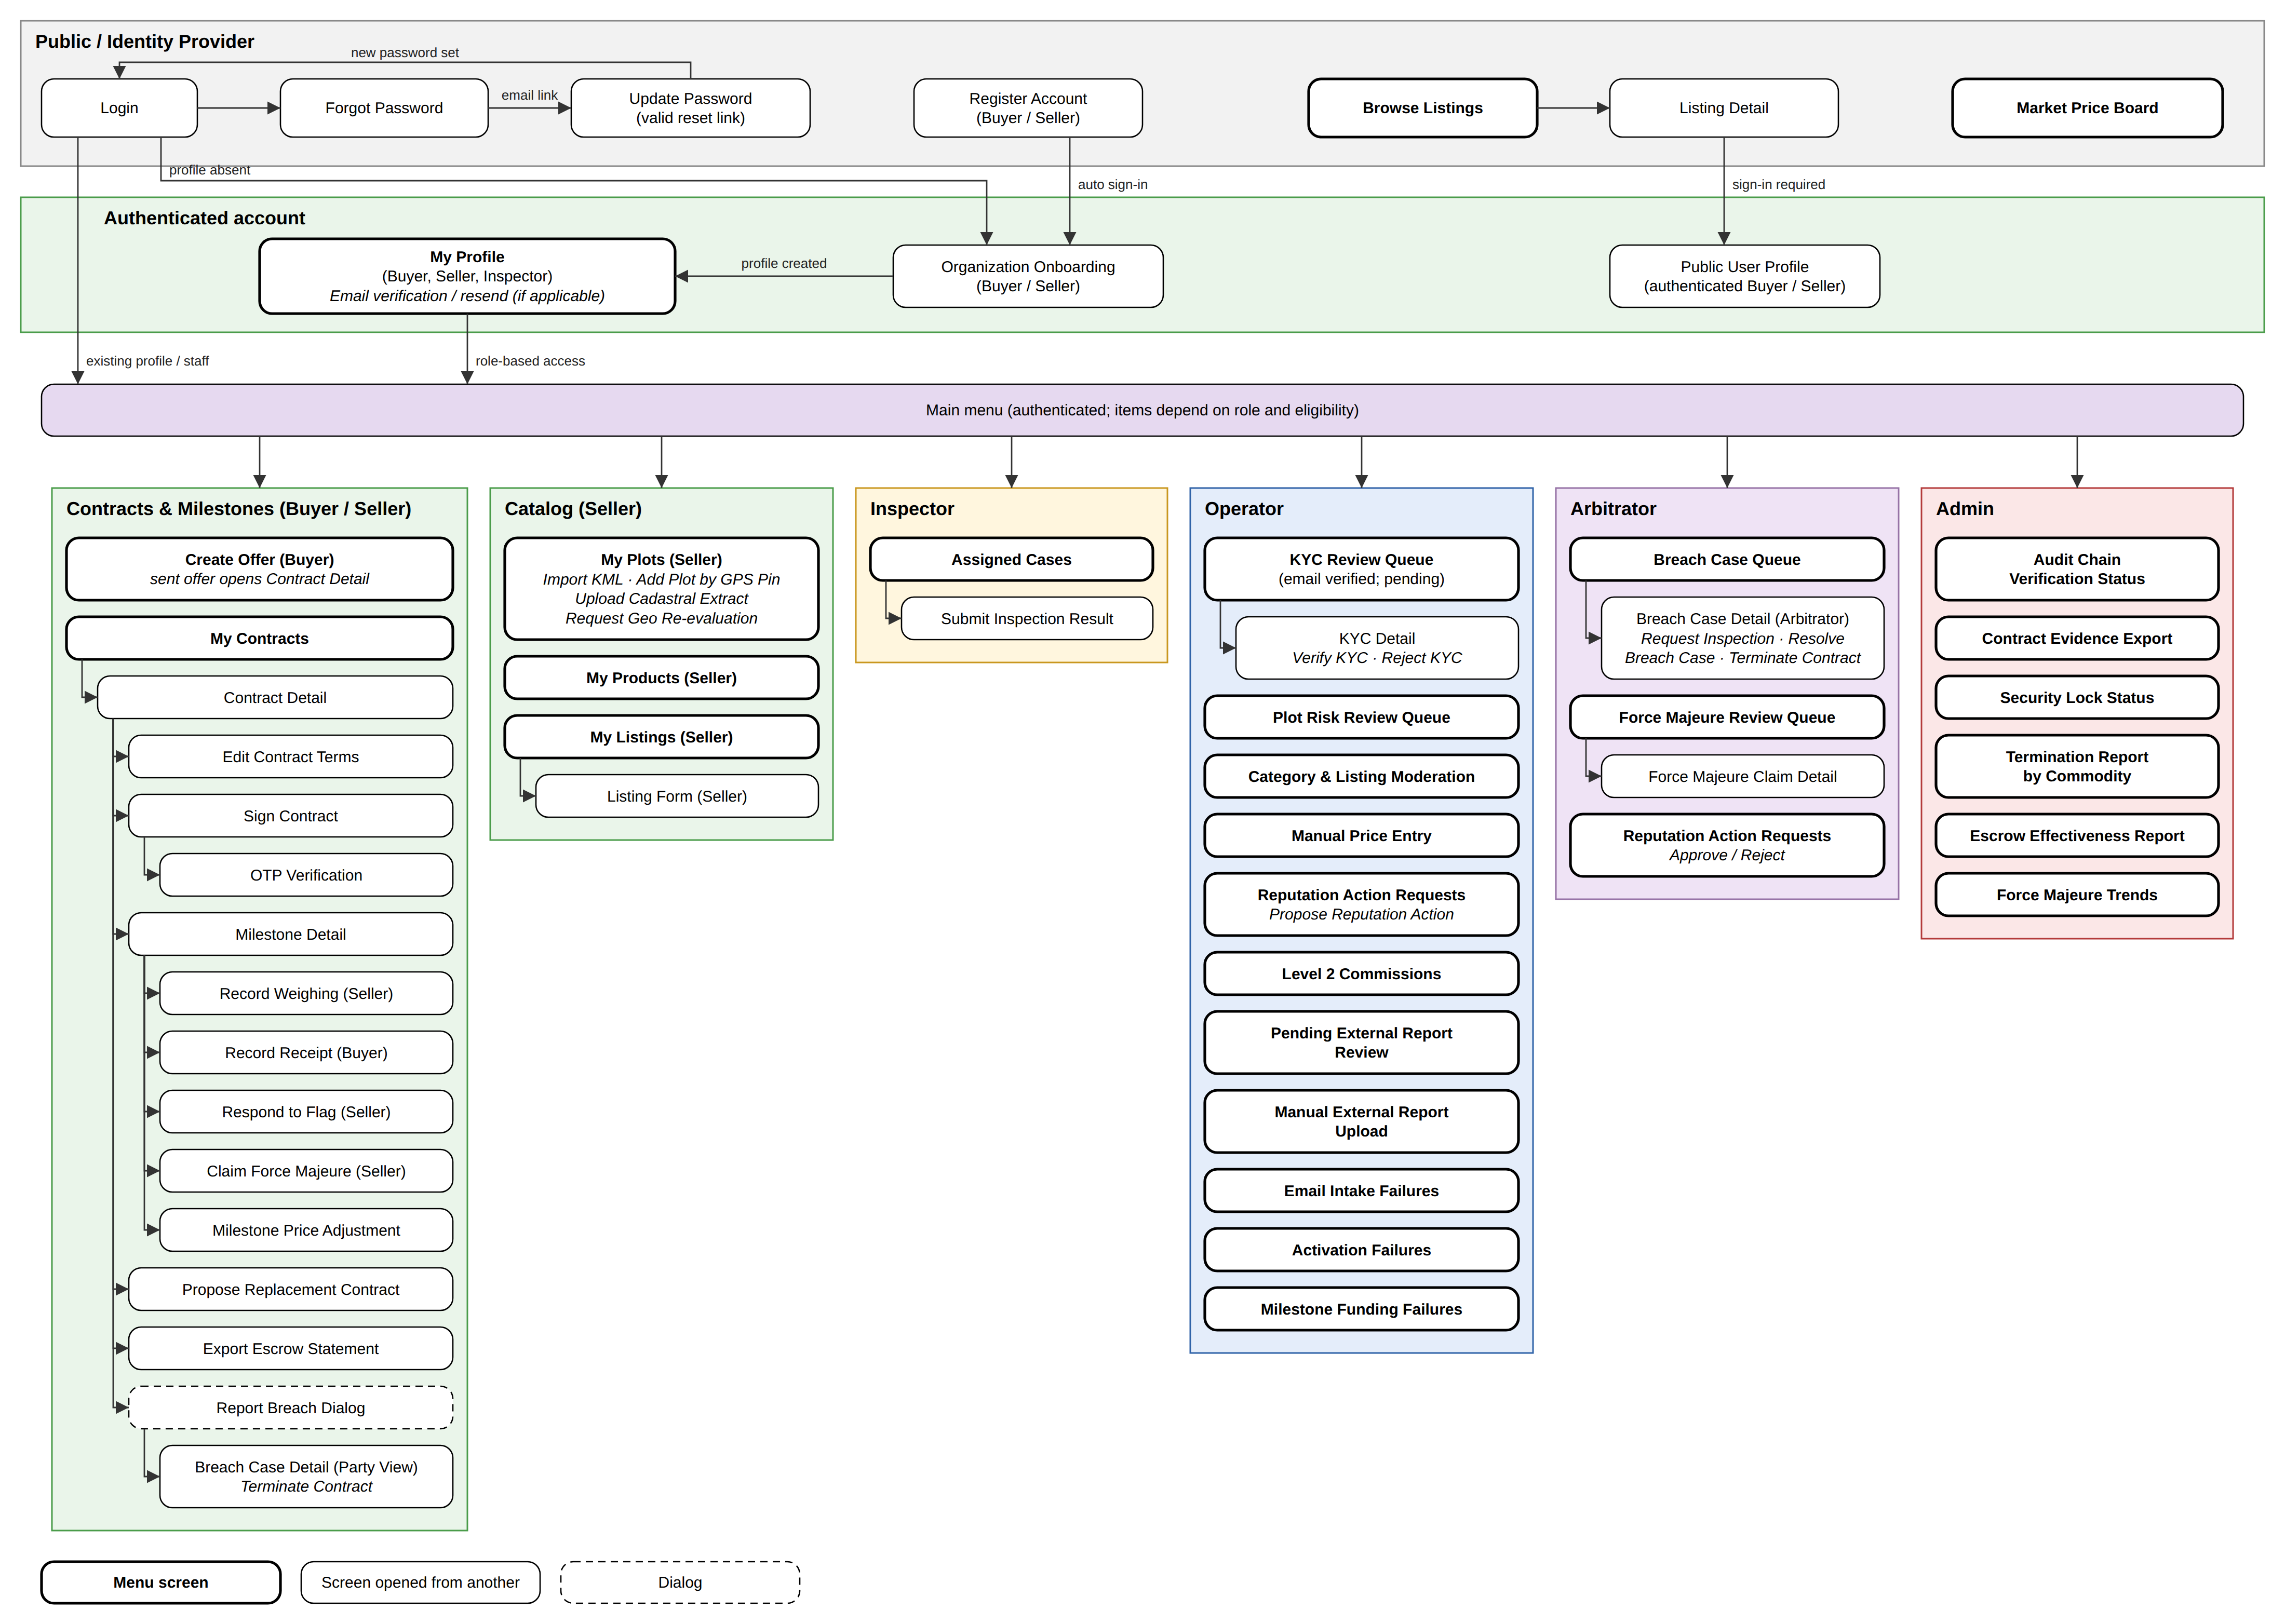 Public / Identity Provider
new password set
Login
Forgot Password
email link
Update Password
(valid reset link)
Register Account
(Buyer / Seller)
Browse Listings
Listing Detail
Market Price Board
profile absent
auto sign-in
sign-in required
Authenticated account
My Profile
(Buyer, Seller, Inspector)
Email verification / resend (if applicable)
profile created
Organization Onboarding
(Buyer / Seller)
Public User Profile
(authenticated Buyer / Seller)
existing profile / staff
role-based access
Main menu (authenticated; items depend on role and eligibility)
Contracts & Milestones (Buyer / Seller)
Create Offer (Buyer)
sent offer opens Contract Detail
My Contracts
Contract Detail
Edit Contract Terms
Sign Contract
OTP Verification
Milestone Detail
Record Weighing (Seller)
Record Receipt (Buyer)
Respond to Flag (Seller)
Claim Force Majeure (Seller)
Milestone Price Adjustment
Propose Replacement Contract
Export Escrow Statement
Report Breach Dialog
Breach Case Detail (Party View)
Terminate Contract
Catalog (Seller)
My Plots (Seller)
Import KML · Add Plot by GPS Pin
Upload Cadastral Extract
Request Geo Re-evaluation
My Products (Seller)
My Listings (Seller)
Listing Form (Seller)
Inspector
Assigned Cases
Submit Inspection Result
Operator
KYC Review Queue
(email verified; pending)
KYC Detail
Verify KYC · Reject KYC
Plot Risk Review Queue
Category & Listing Moderation
Manual Price Entry
Reputation Action Requests
Propose Reputation Action
Level 2 Commissions
Pending External Report
Review
Manual External Report
Upload
Email Intake Failures
Activation Failures
Milestone Funding Failures
Arbitrator
Breach Case Queue
Breach Case Detail (Arbitrator)
Request Inspection · Resolve
Breach Case · Terminate Contract
Force Majeure Review Queue
Force Majeure Claim Detail
Reputation Action Requests
Approve / Reject
Admin
Audit Chain
Verification Status
Contract Evidence Export
Security Lock Status
Termination Report
by Commodity
Escrow Effectiveness Report
Force Majeure Trends
Menu screen
Screen opened from another
Dialog